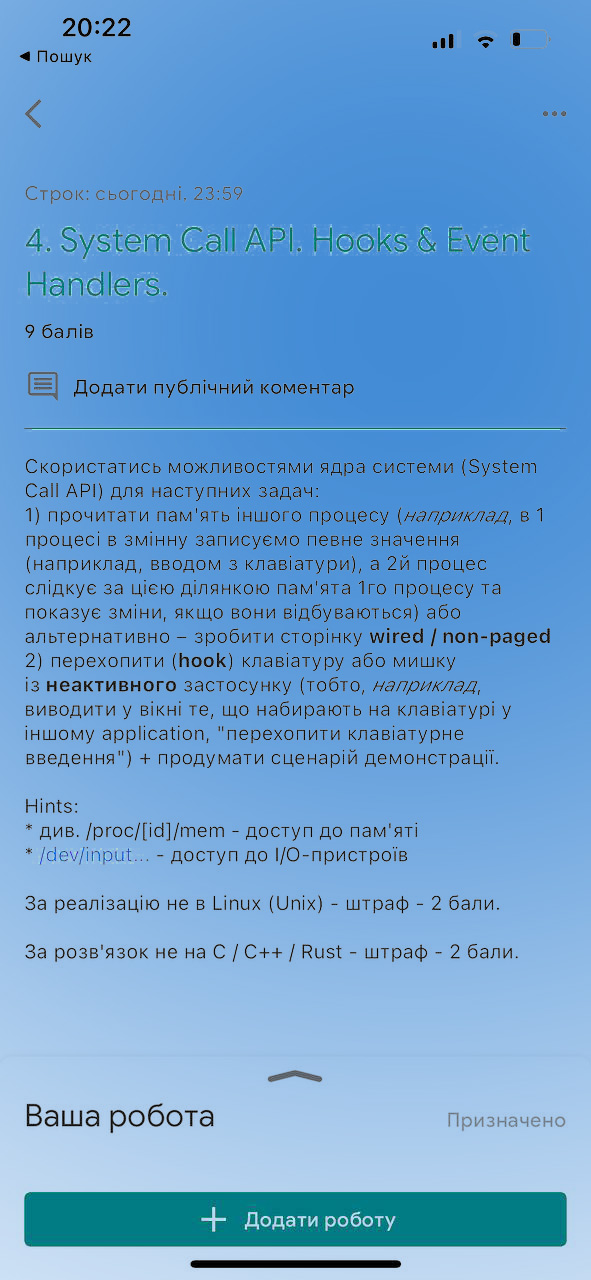 20:22
◀ Пошук
Строк: сьогодні, 23:59
4. System Call API. Hooks & Event
Handlers.
9 балів
Додати публічний коментар
Скористатись можливостями ядра системи (System
Call API) для наступних задач:
1) прочитати пам'ять іншого процесу (наприклад, в 1
процесі в змінну записуємо певне значення
(наприклад, вводом з клавіатури), а 2й процес
слідкує за цією ділянкою пам'ята 1го процесу та
показує зміни, якщо вони відбуваються) або
альтернативно – зробити сторінку wired / non-paged
2) перехопити (hook) клавіатуру або мишку
із неактивного застосунку (тобто, наприклад,
виводити у вікні те, що набирають на клавіатурі у
іншому application, "перехопити клавіатурне
введення") + продумати сценарій демонстрації.
Hints:
* див. /proc/[id]/mem - доступ до пам'яті
* /dev/input... - доступ до I/O-пристроїв
За реалізацію не в Linux (Unix) - штраф - 2 бали.
За розв'язок не на C / C++ / Rust - штраф - 2 бали.
Ваша робота
Призначено
+ Додати роботу